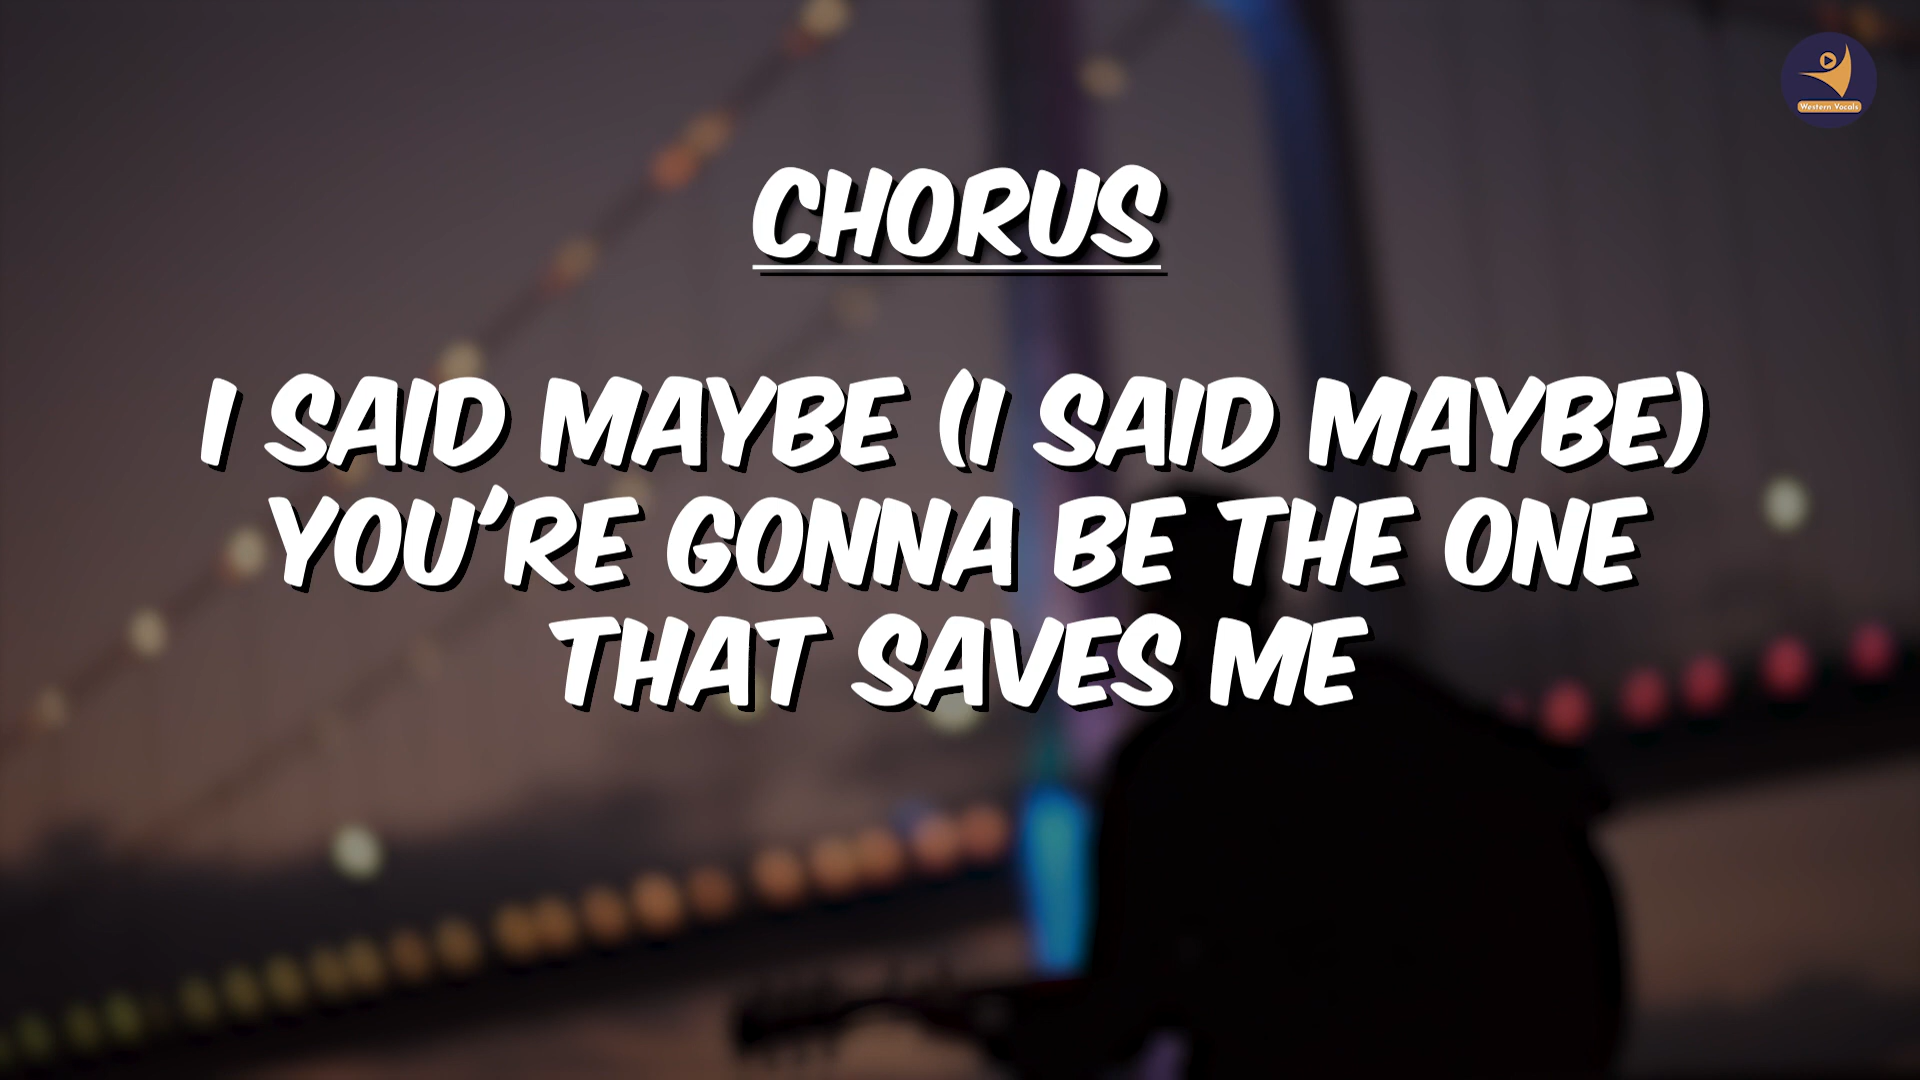 Western Vocals
CHORUS
I SAID MAYBE (I SAID MAYBE)
YOU'RE GONNA BE THE ONE
THAT SAVES ME